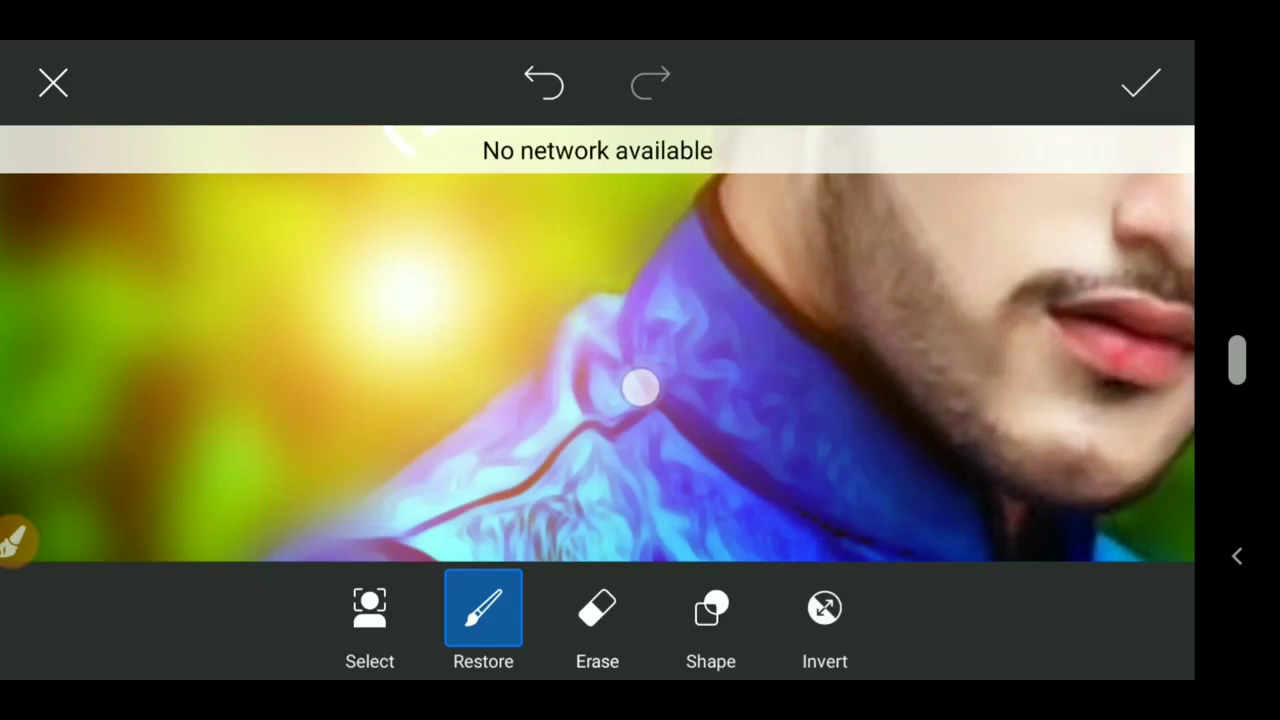 No network available
Select
Restore
Erase
Shape
Invert